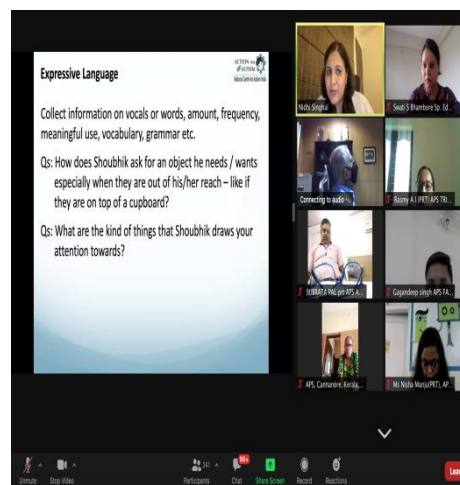 ACTION for
AUTISM
National Centre for Autism India
Expressive Language
Collect information on vocals or words, amount, frequency,
meaningful use, vocabulary, grammar etc.
Qs: How does Shoubhik ask for an object he needs / wants
especially when they are out of his/her reach – like if
they are on top of a cupboard?
Qs: What are the kind of things that Shoubhik draws your
attention towards?
Nidhi Singhal
Swati S Bhambore Sp. Ed...
Connecting to audio
Rasmy A I (PRT) APS TRI...
SUBRATA PAL prt APS A...
Gagandeep singh APS FA...
APS, Cannanore, Kerala,...
Ms Nisha Manju(PRT), AP...
Unmute
Stop Video
341
Participants
99+
Chat
Share Screen
Record
Reactions
Leav